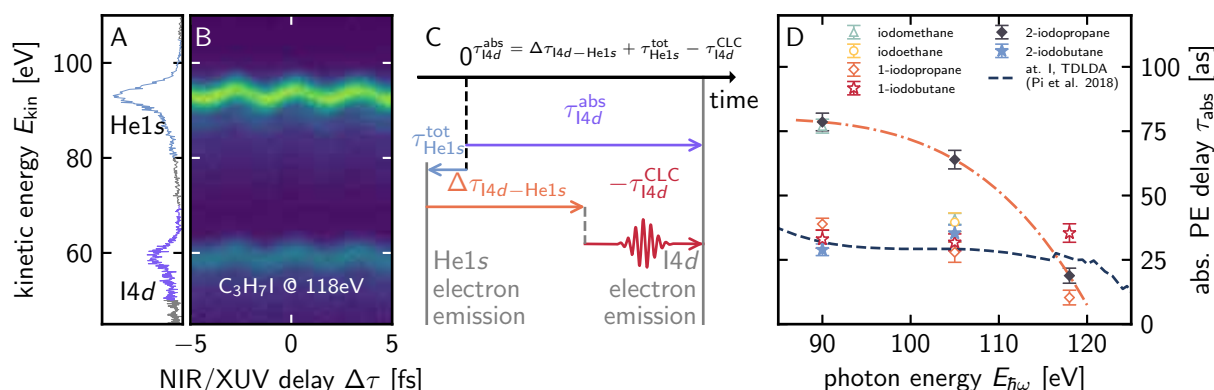 A
B
C
D
kinetic energy E_kin [eV]
100
80
60
He1s
I4d
C₃H₇I @ 118eV
−5
0
5
NIR/XUV delay Δτ [fs]
0
τ^abs_I4d = Δτ_I4d−He1s + τ^tot_He1s − τ^CLC_I4d
time
τ^abs_I4d
τ^tot_He1s
Δτ_I4d−He1s
−τ^CLC_I4d
He1s
electron
emission
I4d
electron
emission
iodomethane
iodoethane
1-iodopropane
1-iodobutane
2-iodopropane
2-iodobutane
at. I, TDLDA
(Pi et al. 2018)
100
75
50
25
0
abs. PE delay τ_abs [as]
90
100
110
120
photon energy E_ħω [eV]